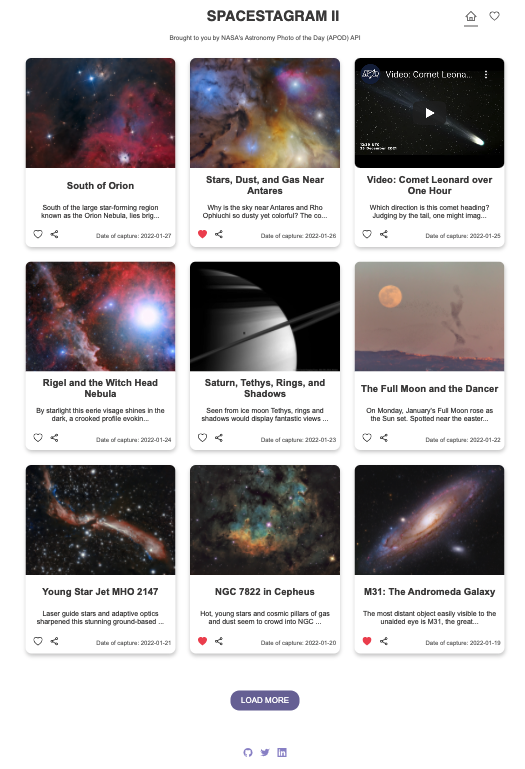 SPACESTAGRAM II
Brought to you by NASA's Astronomy Photo of the Day (APOD) API
Video: Comet Leona...
South of Orion
South of the large star-forming region
known as the Orion Nebula, lies brig...
Date of capture: 2022-01-27
Stars, Dust, and Gas Near
Antares
Why is the sky near Antares and Rho
Ophiuchi so dusty yet colorful? The co...
Date of capture: 2022-01-26
Video: Comet Leonard over
One Hour
Which direction is this comet heading?
Judging by the tail, one might imag...
Date of capture: 2022-01-25
Rigel and the Witch Head
Nebula
By starlight this eerie visage shines in the
dark, a crooked profile evokin...
Date of capture: 2022-01-24
Saturn, Tethys, Rings, and
Shadows
Seen from ice moon Tethys, rings and
shadows would display fantastic views ...
Date of capture: 2022-01-23
The Full Moon and the Dancer
On Monday, January's Full Moon rose as
the Sun set. Spotted near the easter...
Date of capture: 2022-01-22
Young Star Jet MHO 2147
Laser guide stars and adaptive optics
sharpened this stunning ground-based ...
Date of capture: 2022-01-21
NGC 7822 in Cepheus
Hot, young stars and cosmic pillars of gas
and dust seem to crowd into NGC ...
Date of capture: 2022-01-20
M31: The Andromeda Galaxy
The most distant object easily visible to the
unaided eye is M31, the great...
Date of capture: 2022-01-19
LOAD MORE